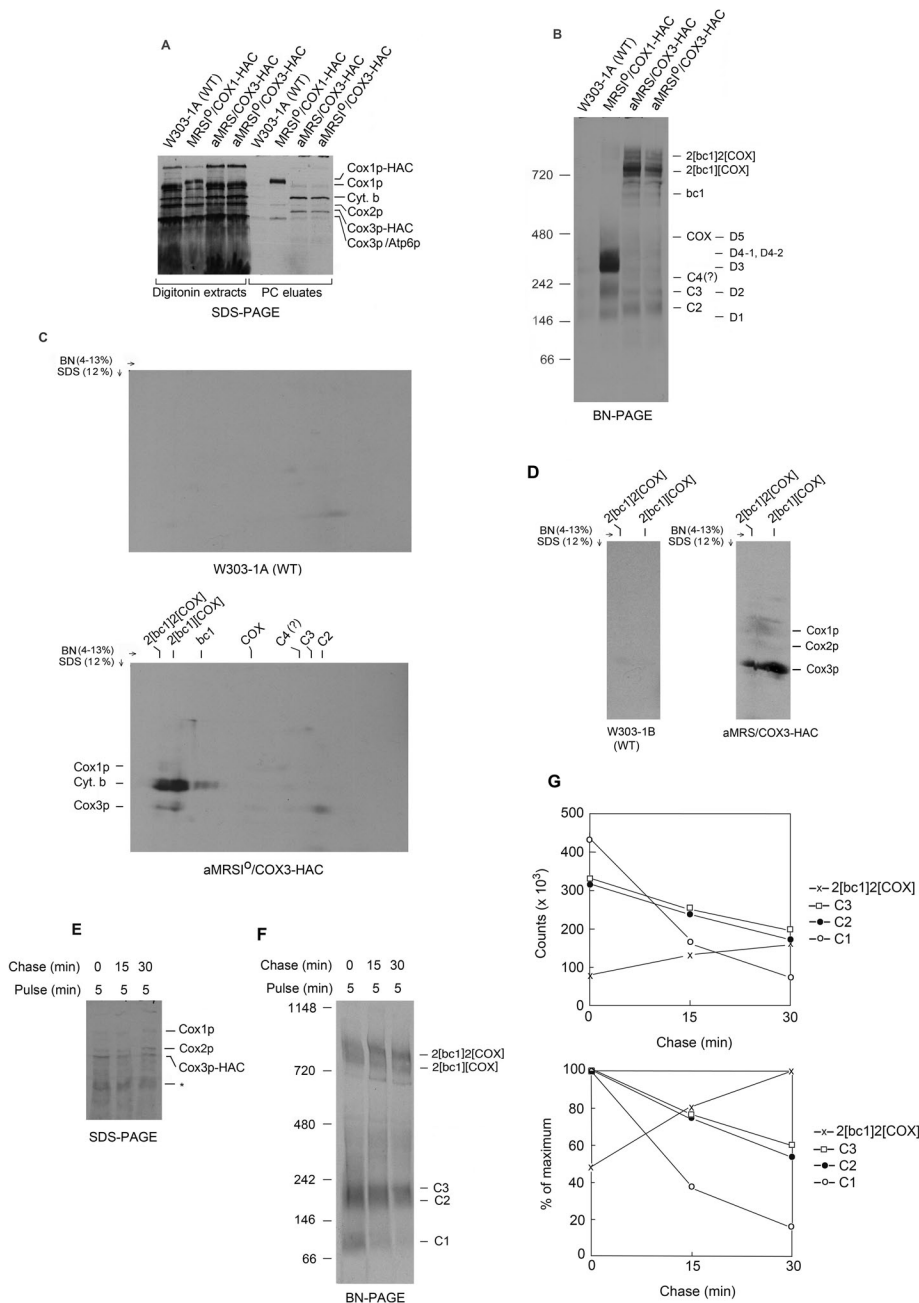 A
W303-1A (WT)
MRSIº/COX1-HAC
aMRS/COX3-HAC
aMRSIº/COX3-HAC
W303-1A (WT)
MRSIº/COX1-HAC
aMRS/COX3-HAC
aMRSIº/COX3-HAC
Cox1p-HAC
Cox1p
Cyt. b
Cox2p
Cox3p-HAC
Cox3p/Atp6p
Digitonin extracts
PC eluates
SDS-PAGE
B
W303-1A (WT)
MRSIº/COX1-HAC
aMRS/COX3-HAC
aMRSIº/COX3-HAC
720
480
242
146
66
2[bc1]2[COX]
2[bc1][COX]
bc1
COX
D5
D4-1, D4-2
D3
C4(?)
C3
D2
C2
D1
BN-PAGE
C
BN(4-13%) →
SDS(12%) ↓
W303-1A (WT)
2[bc1]2[COX]
2[bc1][COX]
bc1
COX
C4(?)
C3
C2
BN(4-13%) →
SDS(12%) ↓
Cox1p
Cyt. b
Cox3p
aMRSIº/COX3-HAC
D
2[bc1]2[COX]
2[bc1][COX]
BN(4-13%) →
SDS(12%) ↓
W303-1B
(WT)
2[bc1]2[COX]
2[bc1][COX]
BN(4-13%) →
SDS(12%) ↓
Cox1p
Cox2p
Cox3p
aMRS/COX3-HAC
E
Chase (min) 0 15 30
Pulse (min) 5 5 5
Cox1p
Cox2p
Cox3p-HAC
*
SDS-PAGE
F
Chase (min) 0 15 30
Pulse (min) 5 5 5
1148
720
480
242
146
66
2[bc1]2[COX]
2[bc1][COX]
C3
C2
C1
BN-PAGE
G
500
400
300
200
100
0
Counts (x 10³)
0 15 30
Chase (min)
2[bc1]2[COX]
C3
C2
C1
100
80
60
40
20
0
% of maximum
0 15 30
Chase (min)
2[bc1]2[COX]
C3
C2
C1